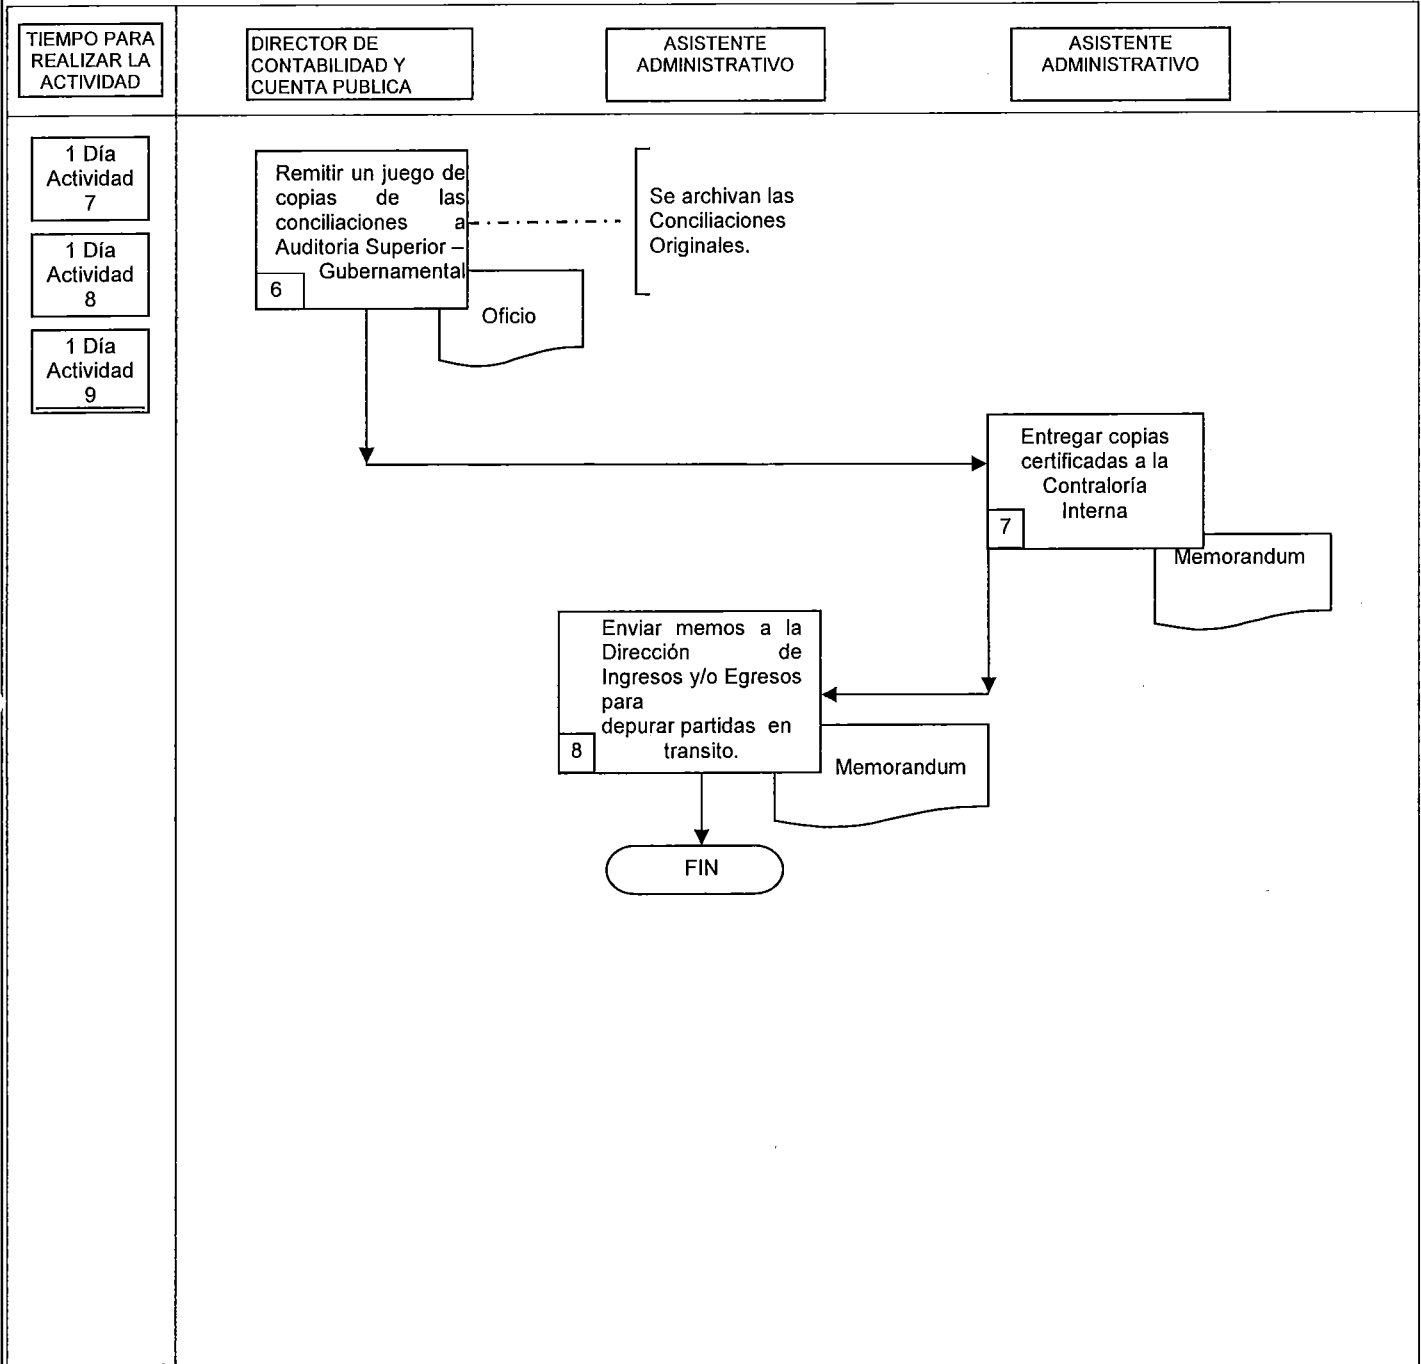 TIEMPO PARA
REALIZAR LA
ACTIVIDAD
DIRECTOR DE
CONTABILIDAD Y
CUENTA PUBLICA
ASISTENTE
ADMINISTRATIVO
ASISTENTE
ADMINISTRATIVO
1 Día
Actividad
7
1 Día
Actividad
8
1 Día
Actividad
9
Remitir un juego de
copias de las
conciliaciones a
Auditoria Superior –
Gubernamental
6
Oficio
Se archivan las
Conciliaciones
Originales.
Entregar copias
certificadas a la
Contraloría
Interna
7
Memorandum
Enviar memos a la
Dirección de
Ingresos y/o Egresos
para
depurar partidas en
transito.
8
Memorandum
FIN